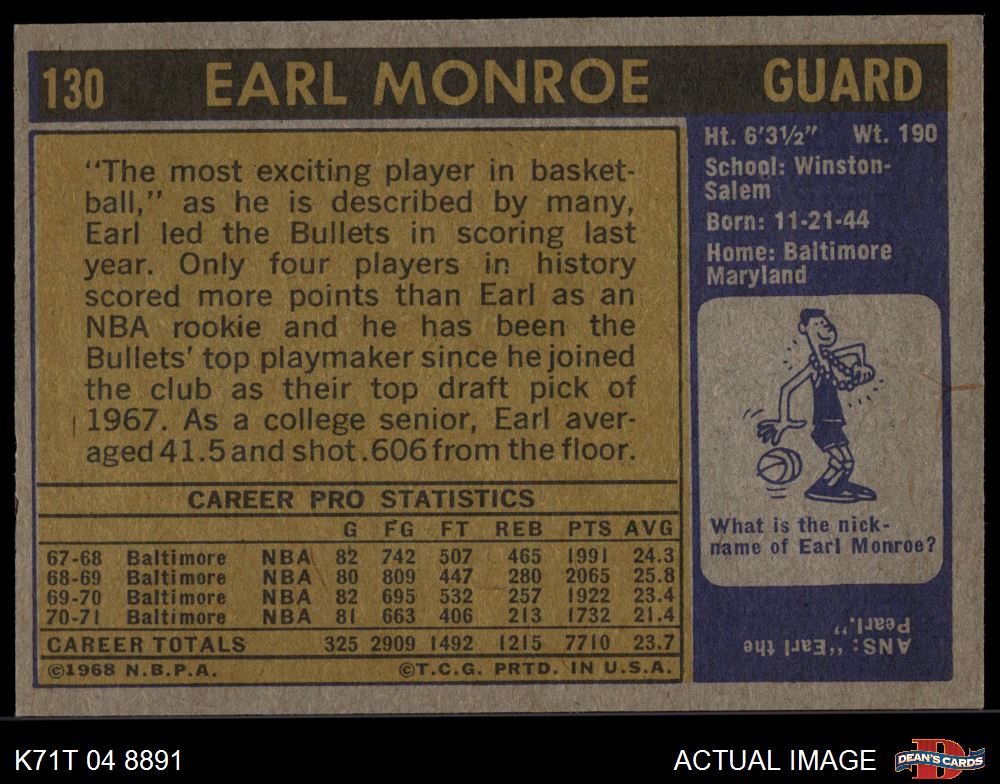 130 EARL MONROE GUARD
"The most exciting player in basket-
ball," as he is described by many,
Earl led the Bullets in scoring last
year. Only four players in history
scored more points than Earl as an
NBA rookie and he has been the
Bullets' top playmaker since he joined
the club as their top draft pick of
1967. As a college senior, Earl aver-
aged 41.5 and shot .606 from the floor.
CAREER PRO STATISTICS
G FG FT REB PTS AVG
67-68 Baltimore NBA 82 742 507 465 1991 24.3
68-69 Baltimore NBA 80 809 447 280 2065 25.8
69-70 Baltimore NBA 82 695 532 257 1922 23.4
70-71 Baltimore NBA 81 663 406 213 1732 21.4
CAREER TOTALS 325 2909 1492 1215 7710 23.7
©1968 N.B.P.A. ©T.C.G. PRTD. IN U.S.A.
Ht. 6'3½" Wt. 190
School: Winston-
Salem
Born: 11-21-44
Home: Baltimore
Maryland
What is the nick-
name of Earl Monroe?
ANS: "Earl the
Pearl."
K71T 04 8891 ACTUAL IMAGE
DEAN'S CARDS